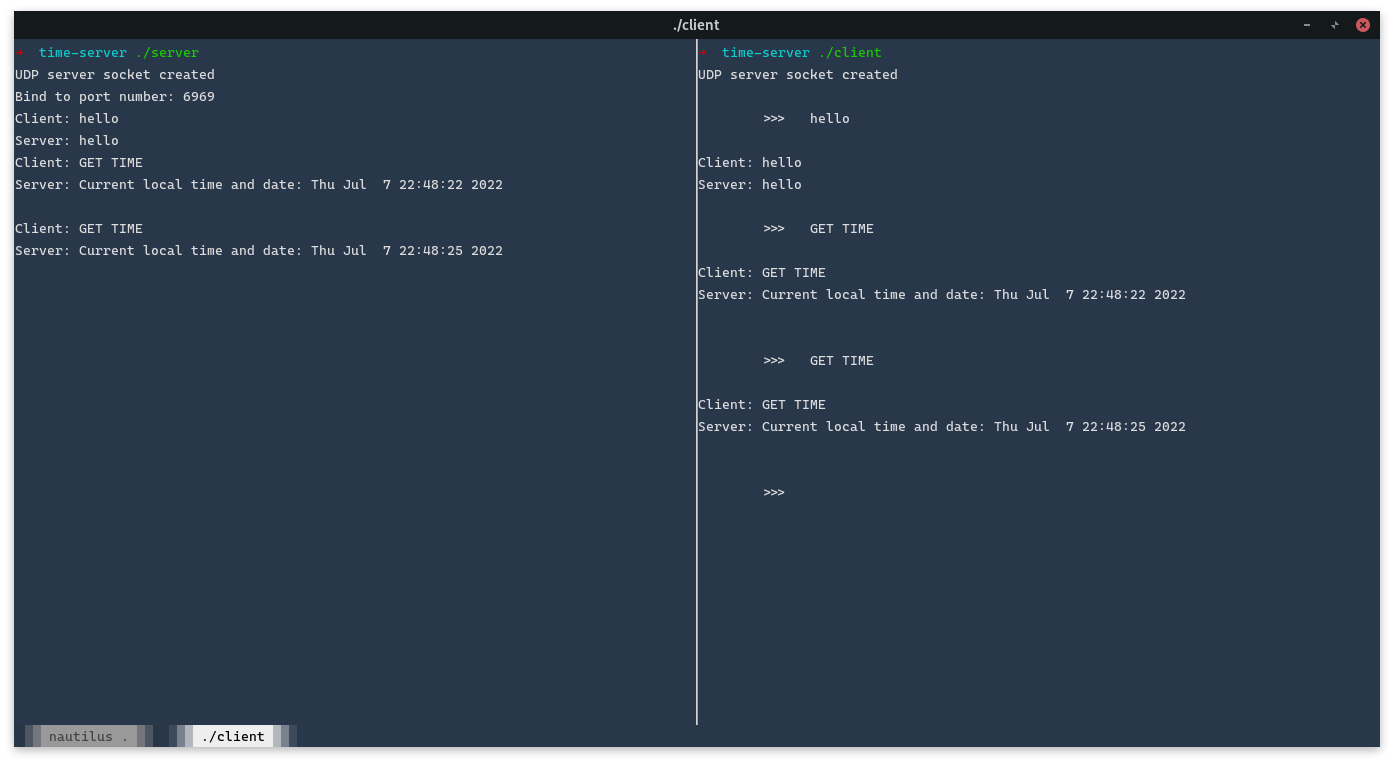 ./client
➜ time-server ./server
UDP server socket created
Bind to port number: 6969
Client: hello
Server: hello
Client: GET TIME
Server: Current local time and date: Thu Jul  7 22:48:22 2022
Client: GET TIME
Server: Current local time and date: Thu Jul  7 22:48:25 2022
➜ time-server ./client
UDP server socket created
>>> hello
Client: hello
Server: hello
>>> GET TIME
Client: GET TIME
Server: Current local time and date: Thu Jul  7 22:48:22 2022
>>> GET TIME
Client: GET TIME
Server: Current local time and date: Thu Jul  7 22:48:25 2022
>>>
nautilus . ./client